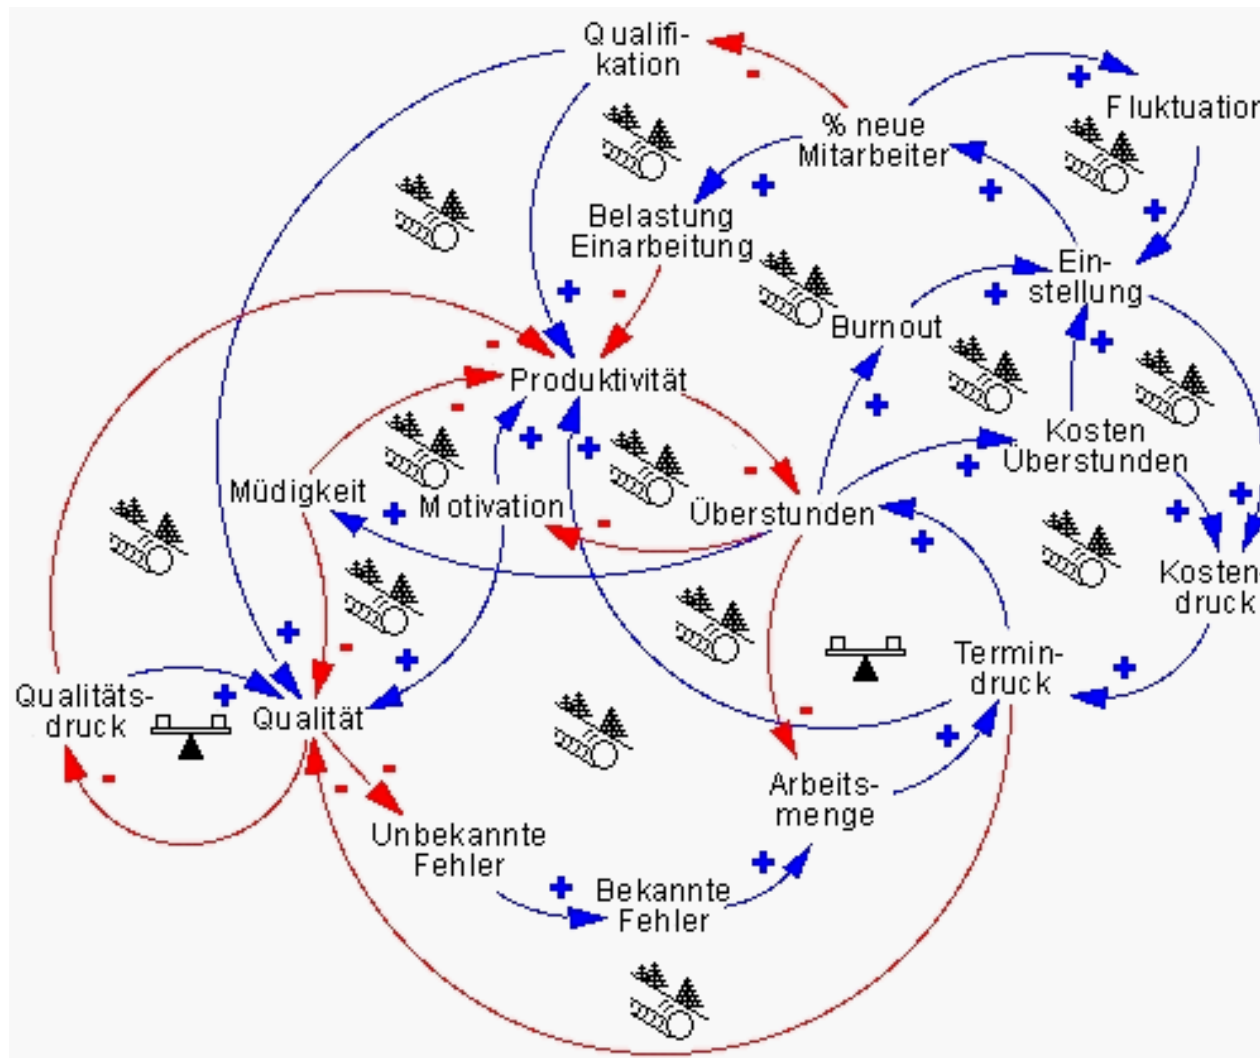 Qualifi-
kation
% neue
Mitarbeiter
Fluktuation
Belastung
Einarbeitung
Ein-
stellung
Burnout
Produktivität
Kosten
Überstunden
Müdigkeit
Motivation
Überstunden
Kosten
druck
Termin-
druck
Qualitäts-
druck
Qualität
Arbeits-
menge
Unbekannte
Fehler
Bekannte
Fehler